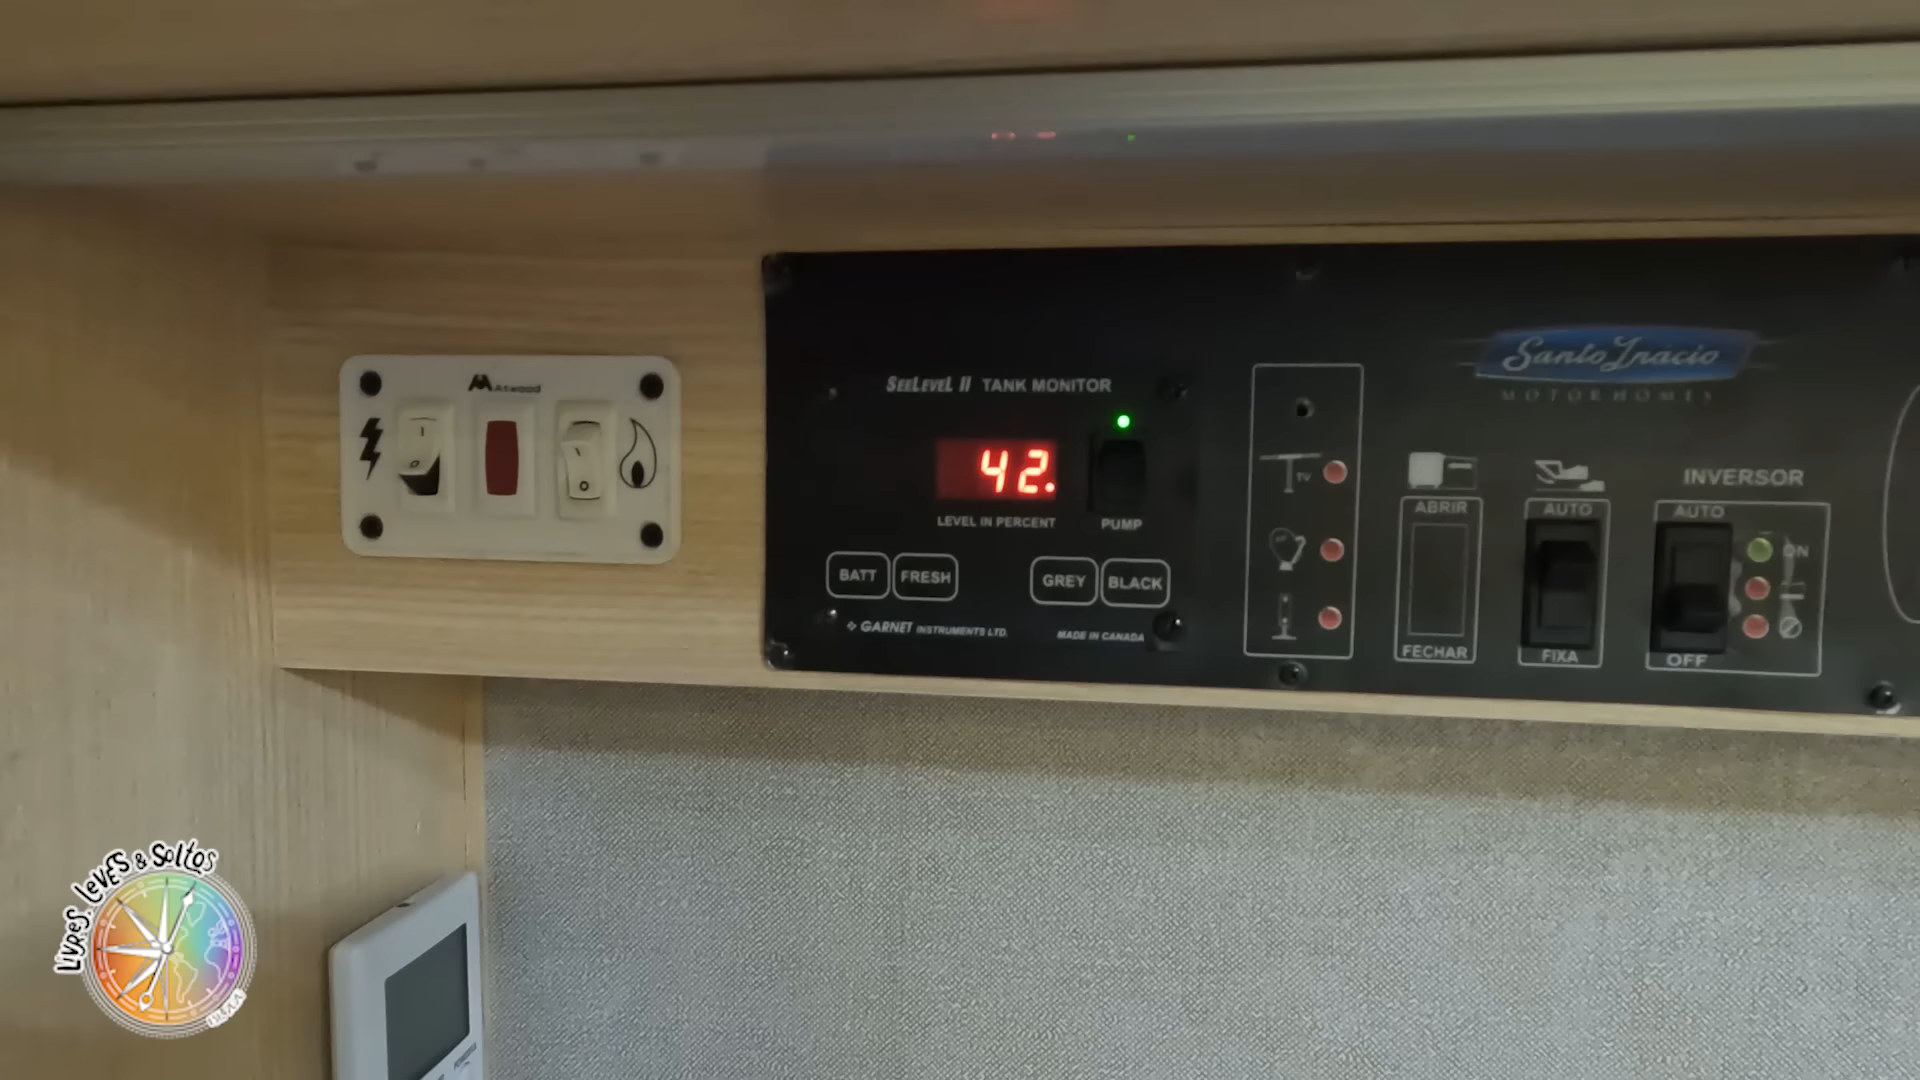 Atwood
I
O
O
SEELEVEL II TANK MONITOR
42.
LEVEL IN PERCENT
PUMP
BATT
FRESH
GREY
BLACK
GARNET INSTRUMENTS LTD.
MADE IN CANADA
TV
Santo Inácio
MOTORHOMES
ABRIR
FECHAR
AUTO
FIXA
INVERSOR
AUTO
ON
OFF
LIVRES, LEVES & SOLTOS